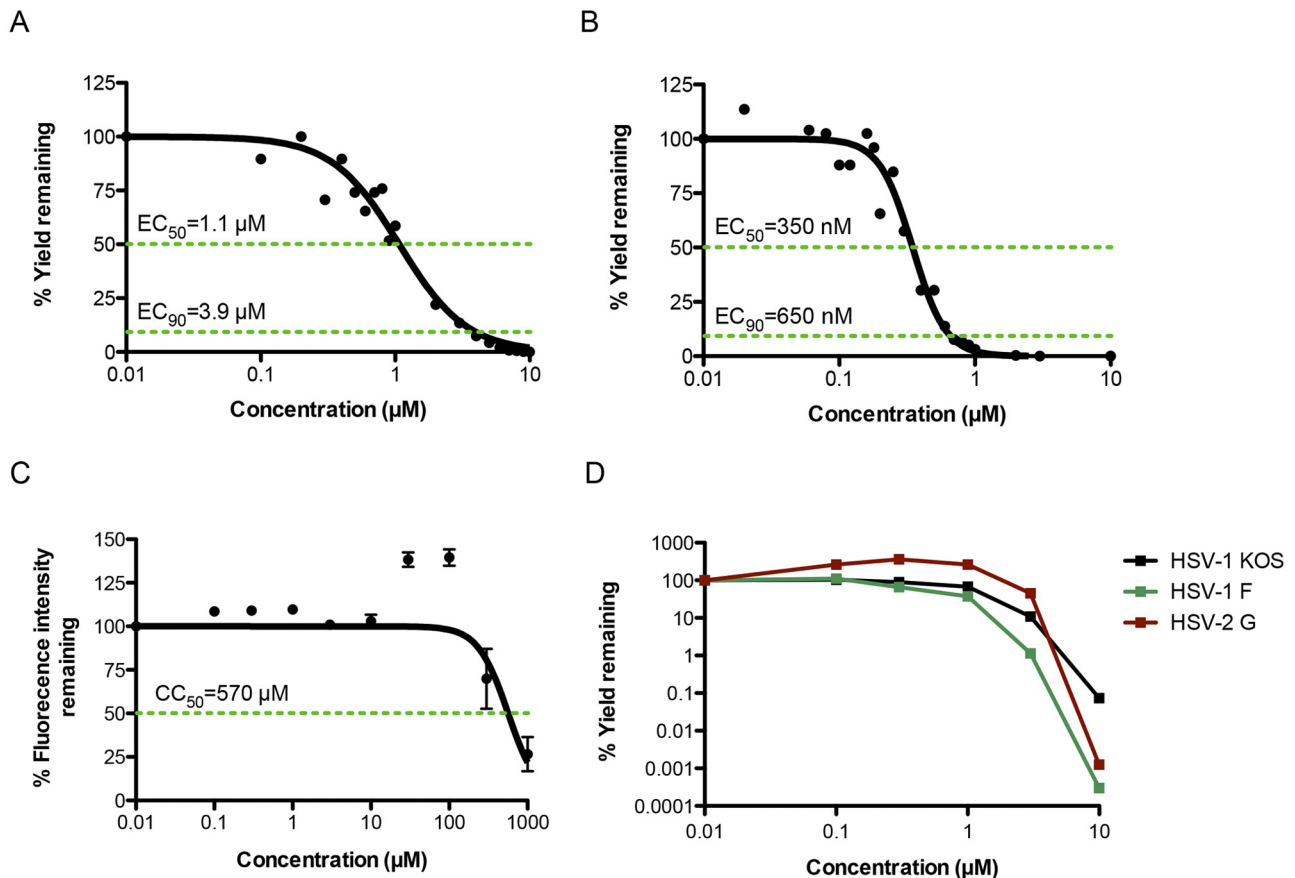 A
% Yield remaining
125
100
75
50
25
0
EC50=1.1 µM
EC90=3.9 µM
0.01 0.1 1 10
Concentration (µM)
B
% Yield remaining
125
100
75
50
25
0
EC50=350 nM
EC90=650 nM
0.01 0.1 1 10
Concentration (µM)
C
% Fluorecence intensity
remaining
150
125
100
75
50
25
0
CC50=570 µM
0.01 0.1 1 10 100 1000
Concentration (µM)
D
% Yield remaining
1000
100
10
1
0.1
0.01
0.001
0.0001
0.01 0.1 1 10
Concentration (µM)
HSV-1 KOS
HSV-1 F
HSV-2 G